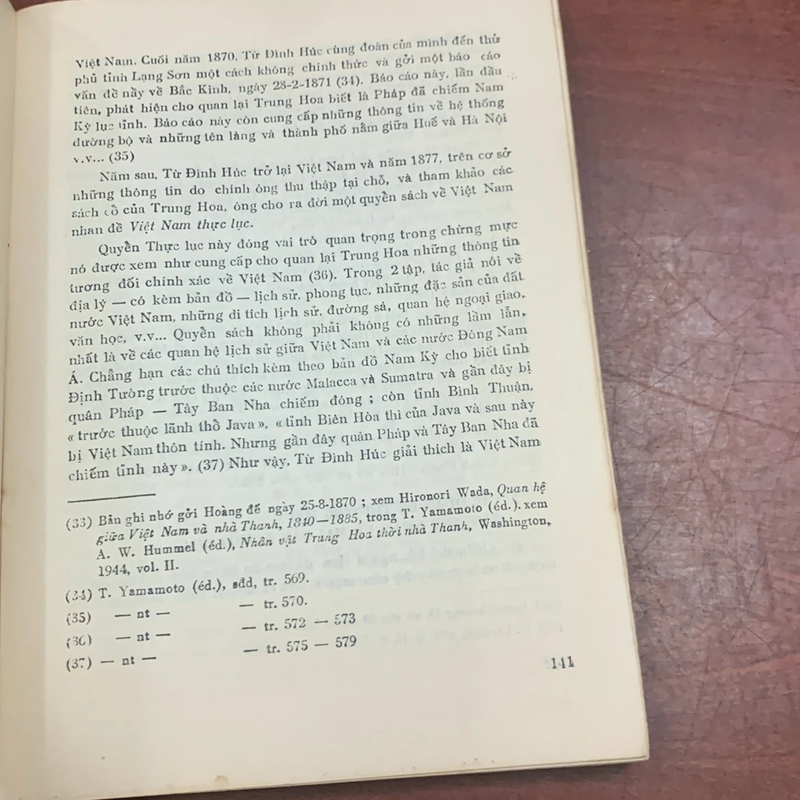 Việt Nam. Cuối năm 1870, Từ Đình Húc cùng đoàn của mình đến thủ
phủ tỉnh Lạng Sơn một cách không chính thức và gởi một báo cáo
vấn đề nầy về Bắc Kinh, ngày 28-2-1871 (34). Báo cáo này, lần đầu
tiên, phát hiện cho quan lại Trung Hoa biết là Pháp đã chiếm Nam
Kỳ lục tỉnh. Báo cáo này còn cung cấp những thông tin về hệ thống
đường bộ và những tên làng và thành phố nằm giữa Huế và Hà Nội
v.v... (35)
Năm sau, Từ Đình Húc trở lại Việt Nam và năm 1877, trên cơ sở
những thông tin do chính ông thu thập tại chỗ, và tham khảo các
sách cổ của Trung Hoa, ông cho ra đời một quyển sách về Việt Nam
nhan đề Việt Nam thực lục.
Quyển Thực lục này đóng vai trò quan trọng trong chừng mực
nó được xem như cung cấp cho quan lại Trung Hoa những thông tin
tương đối chính xác về Việt Nam (36). Trong 2 tập, tác giả nói về
địa lý — có kèm bản đồ — lịch sử, phong tục, những đặc sản của đất
nước Việt Nam, những di tích lịch sử, đường sá, quan hệ ngoại giao,
văn học, v.v... Quyển sách không phải không có những lầm lẫn,
nhất là về các quan hệ lịch sử giữa Việt Nam và các nước Đông Nam
Á. Chẳng hạn các chú thích kèm theo bản đồ Nam Kỳ cho biết tỉnh
Định Tường trước thuộc các nước Malacca và Sumatra và gần đây bị
quân Pháp — Tây Ban Nha chiếm đóng ; còn tỉnh Bình Thuận,
« trước thuộc lãnh thổ Java », « tỉnh Biên Hòa thì của Java và sau này
bị Việt Nam thôn tính. Nhưng gần đây quân Pháp và Tây Ban Nha đã
chiếm tỉnh này ». (37) Như vậy, Từ Đình Húc giải thích là Việt Nam
(33) Bản ghi nhớ gởi Hoàng đế ngày 25-8-1870 ; xem Hironori Wada, Quan hệ
giữa Việt Nam và nhà Thanh, 1840—1885, trong T. Yamamoto (éd.). xem
A. W. Hummel (éd.), Nhân vật Trung Hoa thời nhà Thanh, Washington,
1944, vol. II.
(34) T. Yamamoto (éd.), sđd, tr. 569.
(35) — nt — — tr. 570.
(36) — nt — — tr. 572 — 573
(37) — nt — — tr. 575 — 579
141